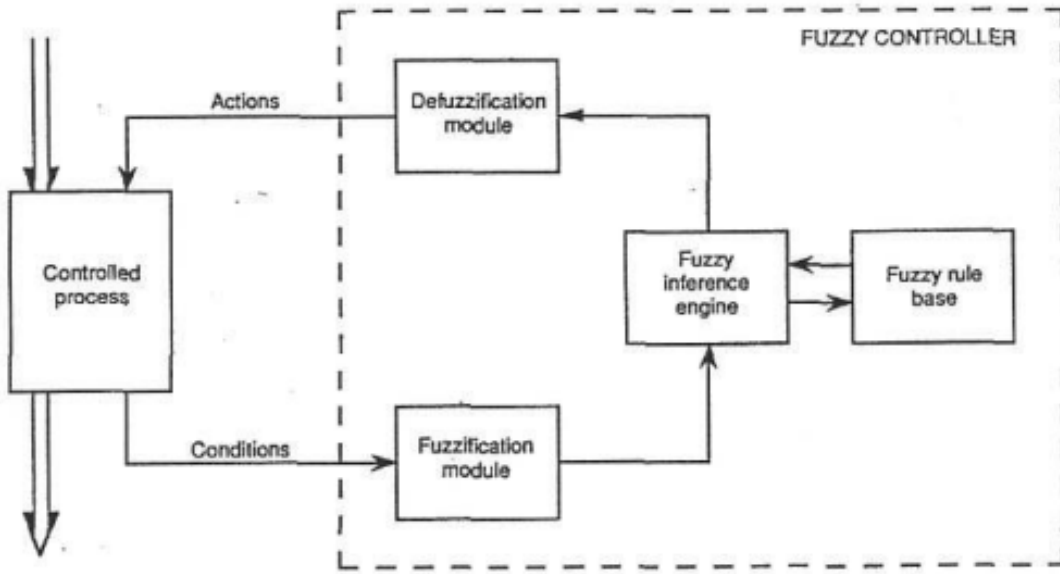 FUZZY CONTROLLER
Actions
Defuzzification
module
Controlled
process
Fuzzy
inference
engine
Fuzzy rule
base
Conditions
Fuzzification
module